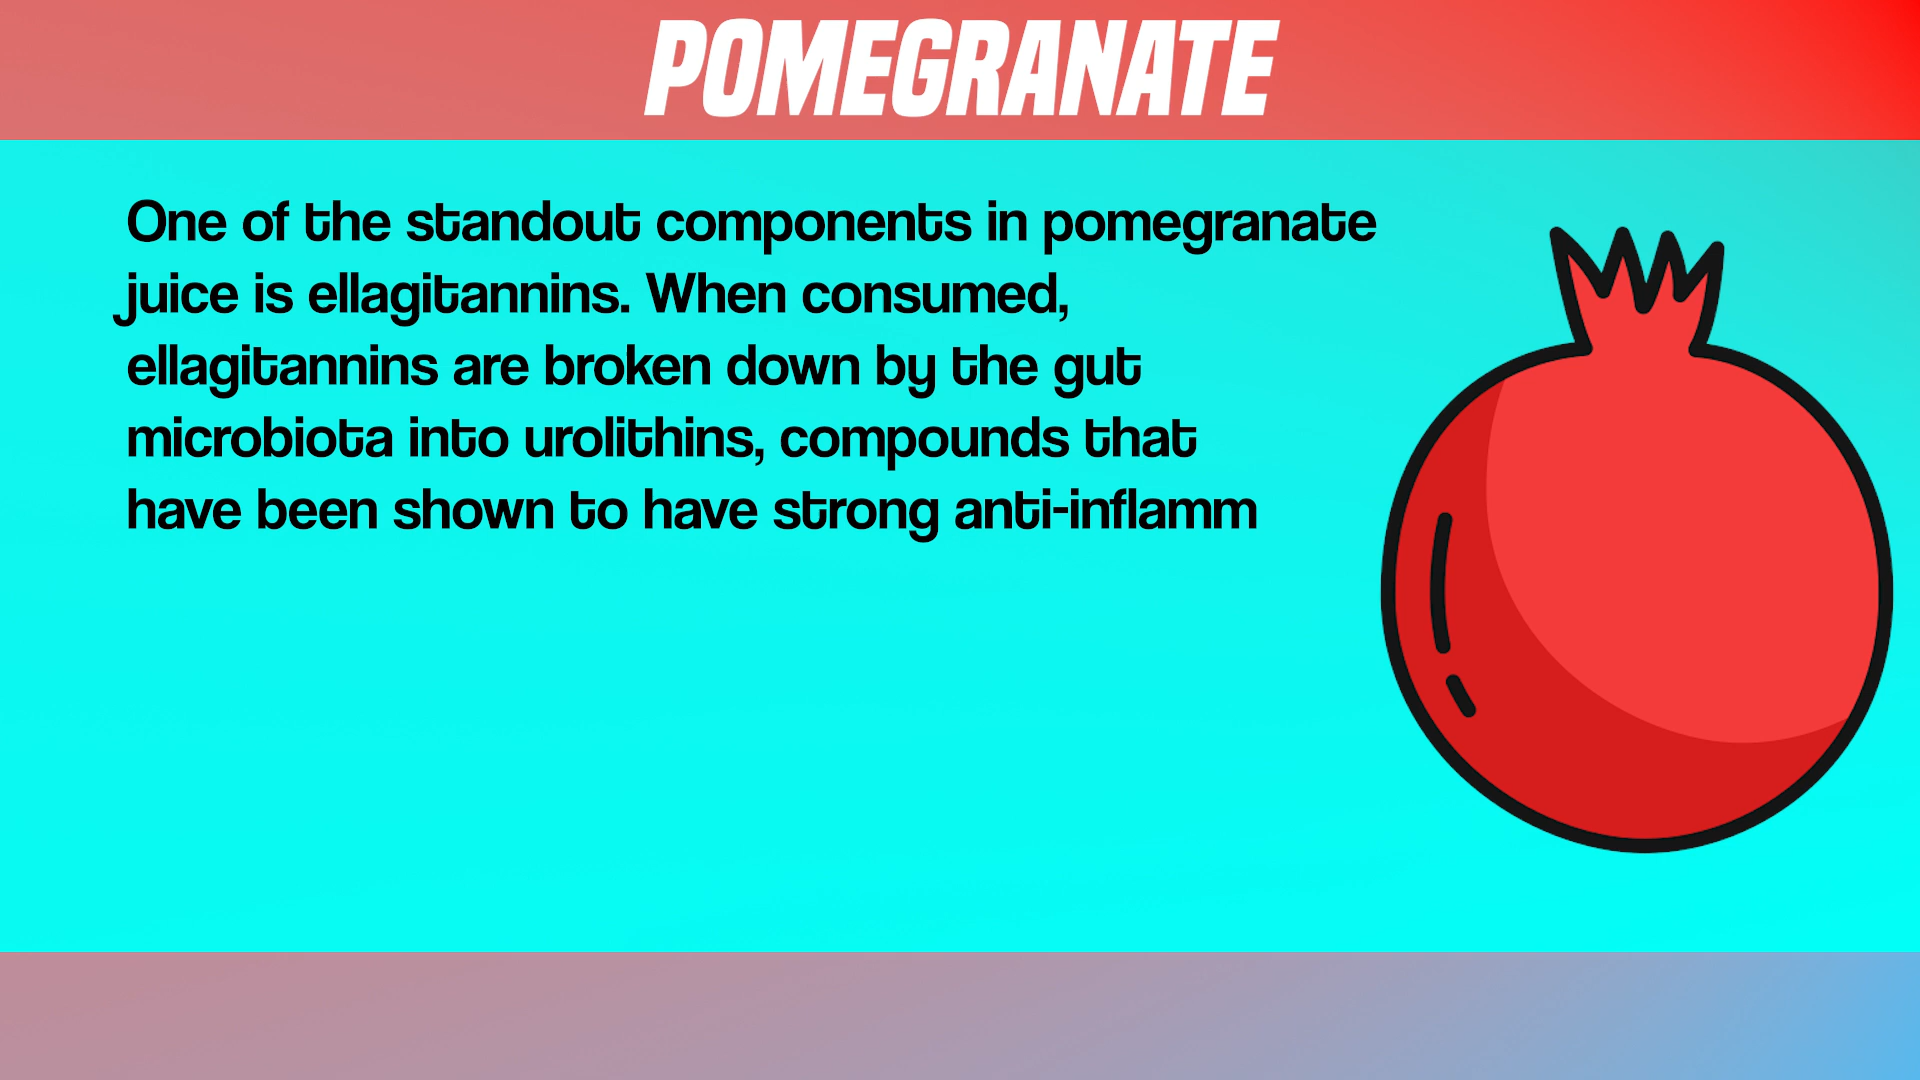 POMEGRANATE
One of the standout components in pomegranate
juice is ellagitannins. When consumed,
ellagitannins are broken down by the gut
microbiota into urolithins, compounds that
have been shown to have strong anti-inflamm